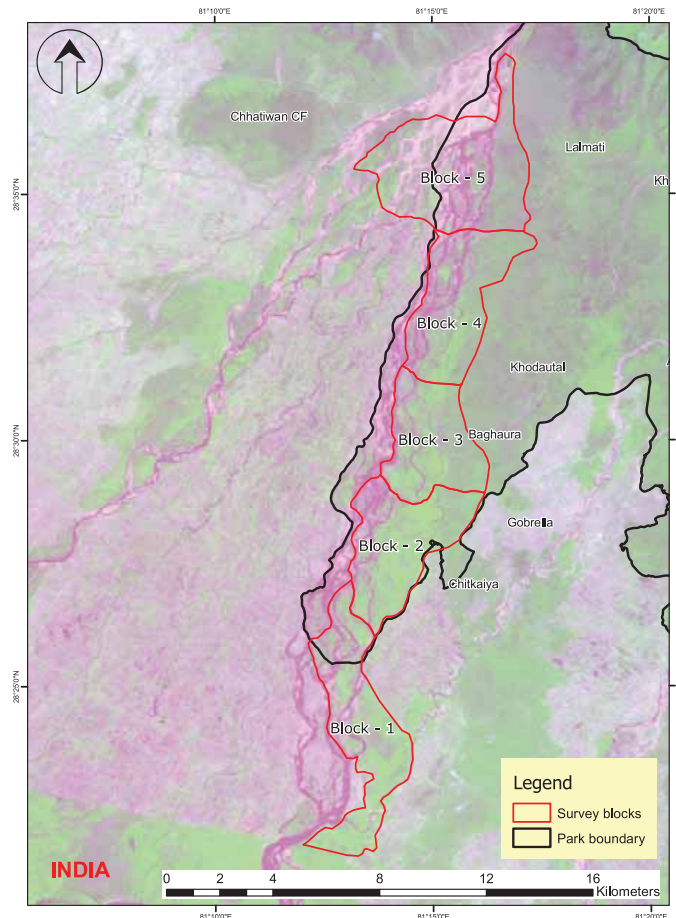 81°10'0"E 81°15'0"E 81°20'0"E
Chhatiwan CF
Lalmati
28°35'0"N
Block - 5
Kh
Block - 4
Khodautal
28°30'0"N
Block - 3
Baghaura
Gobrella
Block - 2
Chitkaiya
28°25'0"N
Block - 1
Legend
Survey blocks
Park boundary
INDIA
0 2 4 8 12 16
Kilometers
81°10'0"E 81°15'0"E 81°20'0"E